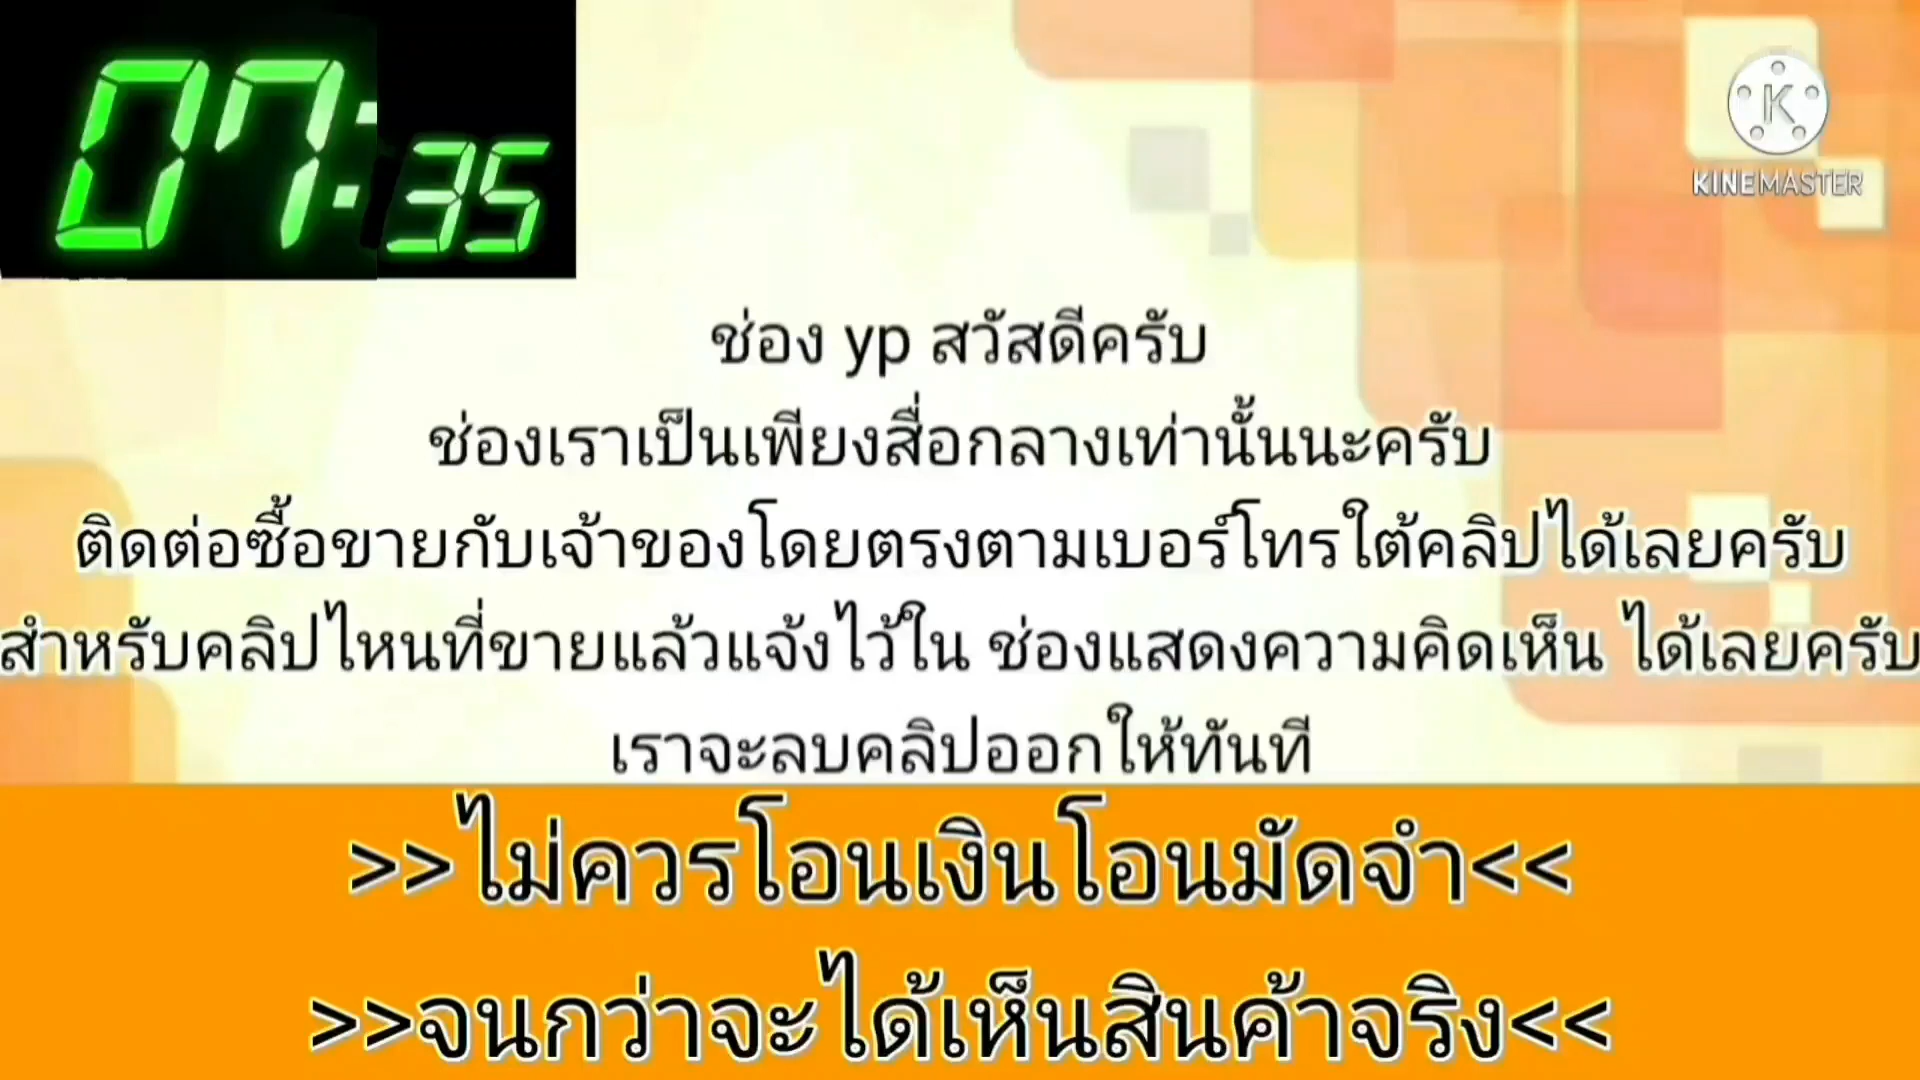 07:35
KINEMASTER
ช่อง yp สวัสดีครับ
ช่องเราเป็นเพียงสื่อกลางเท่านั้นนะครับ
ติดต่อซื้อขายกับเจ้าของโดยตรงตามเบอร์โทรใต้คลิปได้เลยครับ
สำหรับคลิปไหนที่ขายแล้วแจ้งไว้ใน ช่องแสดงความคิดเห็น ได้เลยครับ
เราจะลบคลิปออกให้ทันที
>>ไม่ควรโอนเงินโอนมัดจำ<<
>>จนกว่าจะได้เห็นสินค้าจริง<<